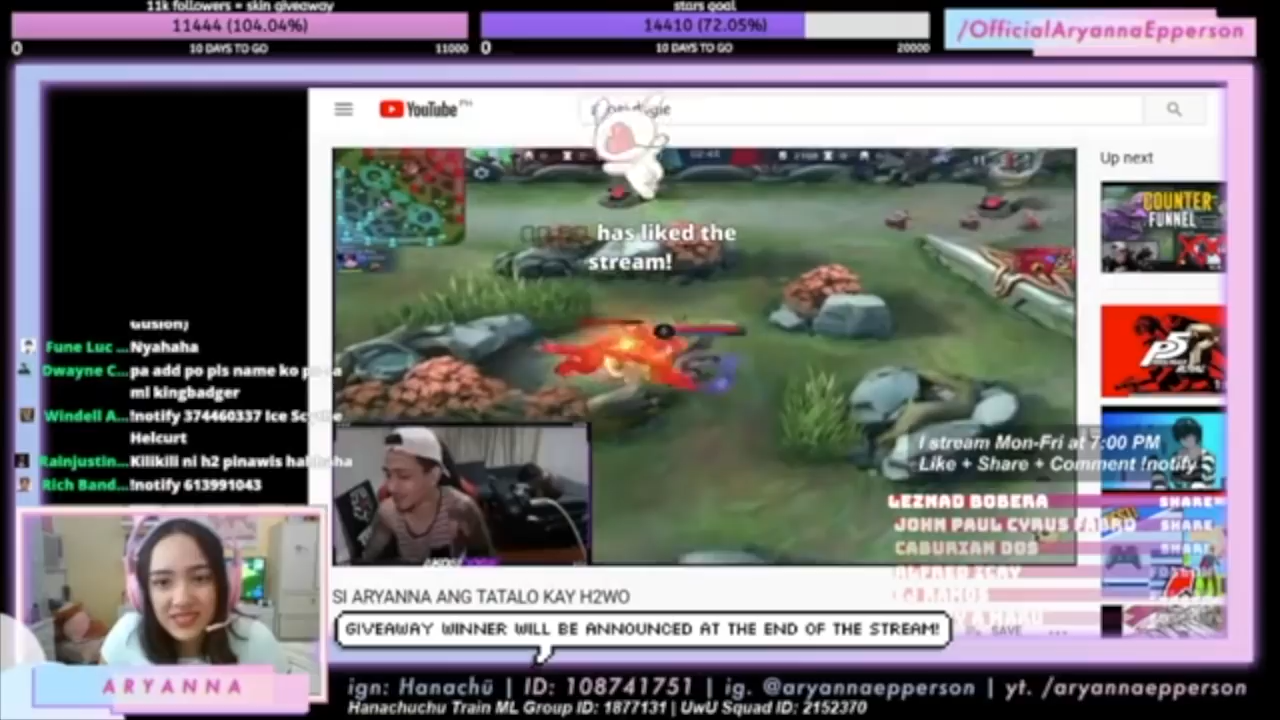 11k followers = skin giveaway
11444 (104.04%)
0 10 DAYS TO GO 11000
stars goal
14410 (72.05%)
0 10 DAYS TO GO 20000
/OfficialAryannaEpperson
YouTube PH
Up next
COUNTER
FUNNEL
has liked the
stream!
Gusion)
Fune Luc ... Nyahaha
Dwayne C... pa add po pls name ko
ml kingbadger
Windell A... !notify 374460337 Ice
Helcurt
Rainjustin... Kilikili ni h2 pinawis
Rich Band... !notify 613991043
I stream Mon-Fri at 7:00 PM
Like + Share + Comment !notify
LEZNAD BOBERA SHARE
JOHN PAUL CYRUS SHARE
CABURIAN DOS SHARE
SI ARYANNA ANG TATALO KAY H2WO
SAVE
GIVEAWAY WINNER WILL BE ANNOUNCED AT THE END OF THE STREAM!
ARYANNA
ign: Hanachū | ID: 108741751 | ig. @aryannaepperson | yt. /aryannaepperson
Hanachuchu Train ML Group ID: 1877131 | UwU Squad ID: 2152370